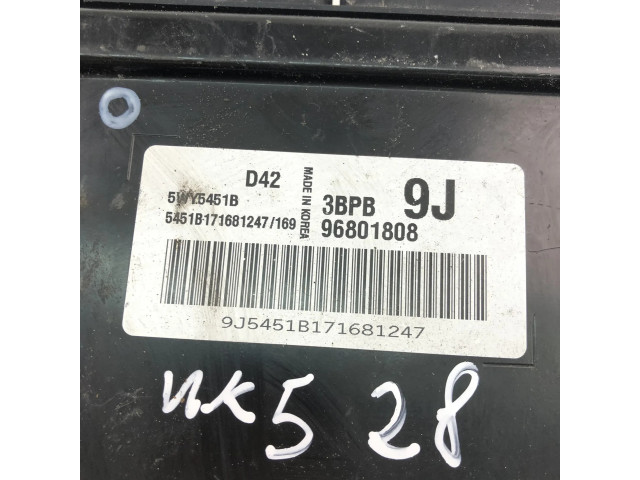 D42
5WY5451B
5451B171681247/169
MADE IN KOREA
3BPB 9J
96801808
9J5451B171681247
ИК5 28